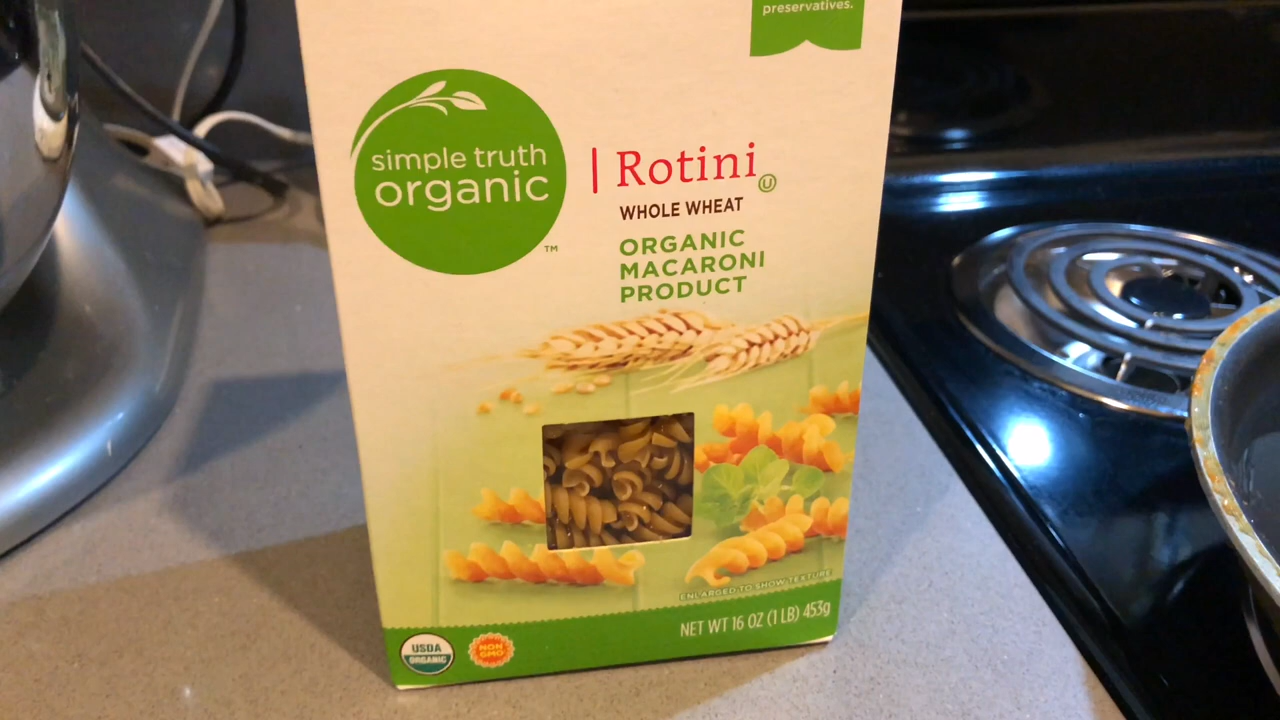 preservatives.
simple truth
organic
TM
Rotini
U
WHOLE WHEAT
ORGANIC
MACARONI
PRODUCT
ENLARGED TO SHOW TEXTURE
NET WT 16 OZ (1 LB) 453g
USDA
ORGANIC
NON
GMO